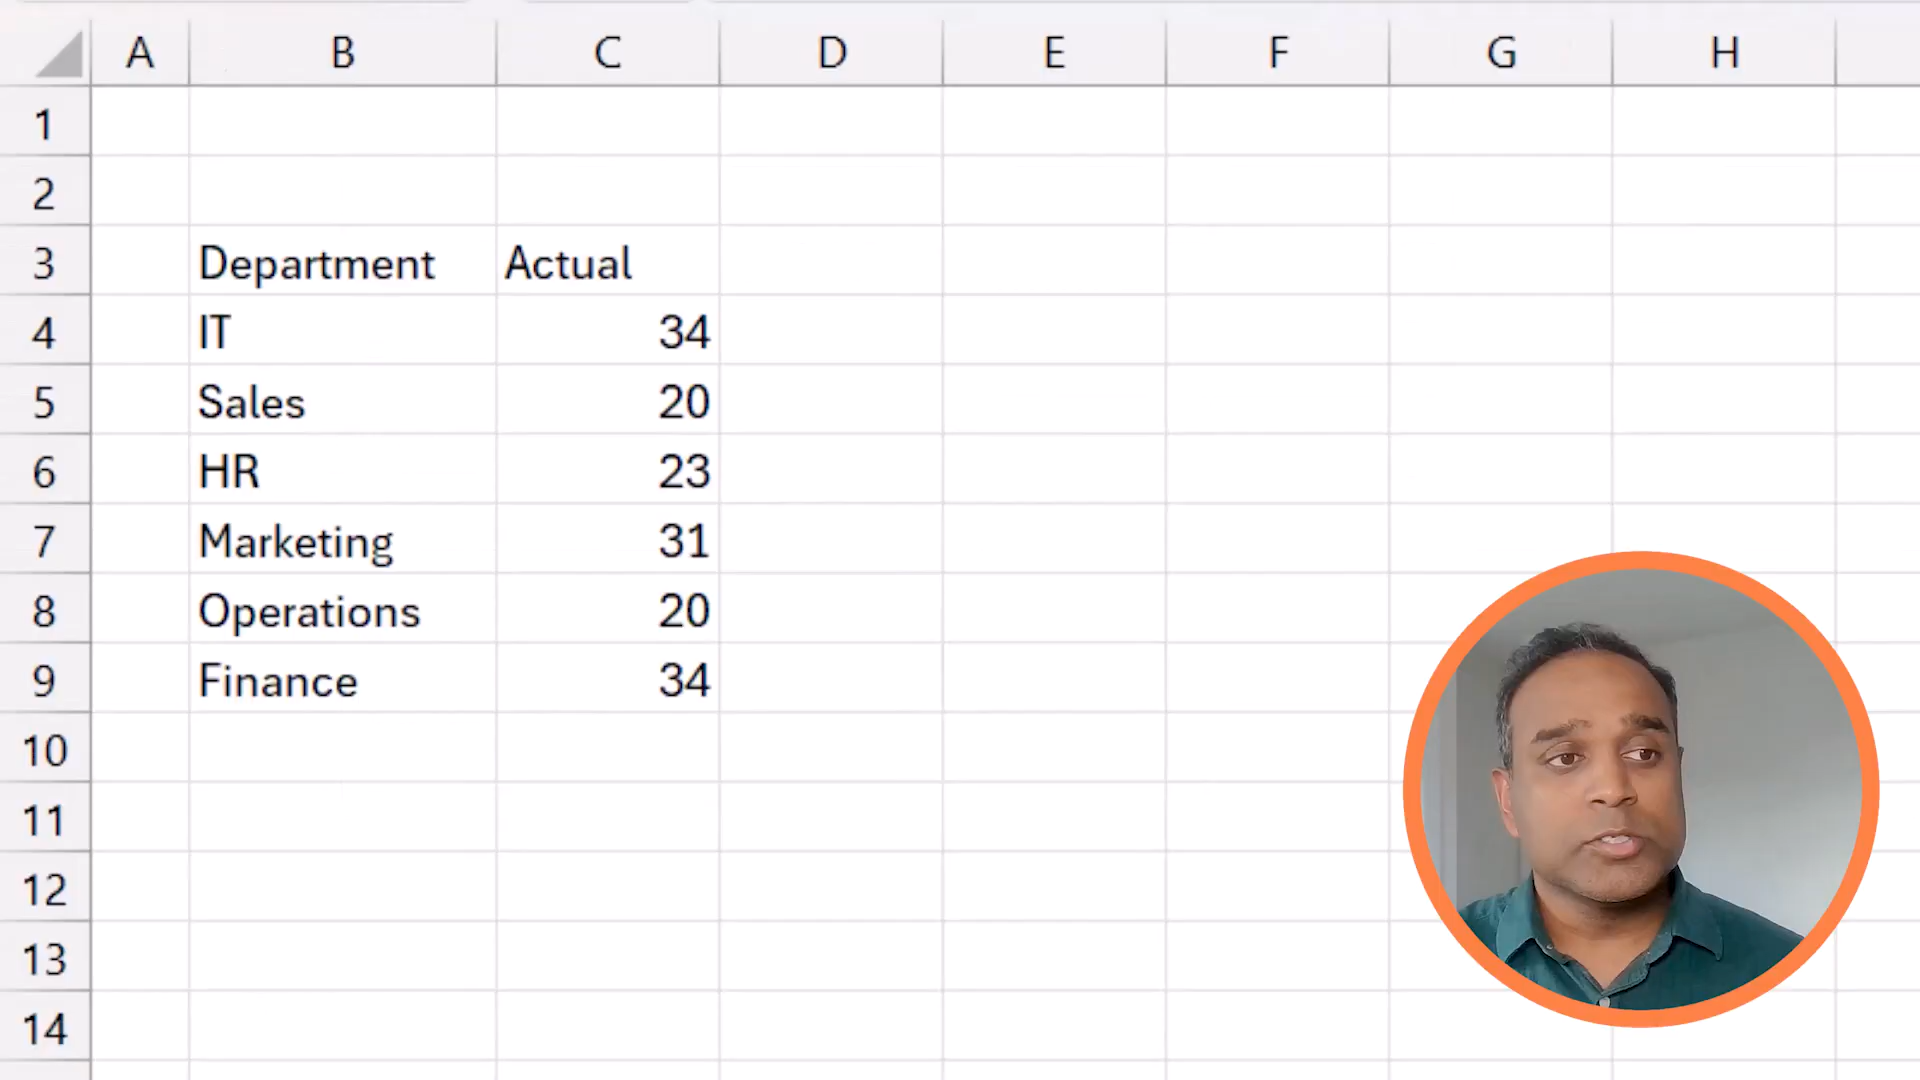 A B C D E F G H
1
2
3 Department Actual
4 IT 34
5 Sales 20
6 HR 23
7 Marketing 31
8 Operations 20
9 Finance 34
10
11
12
13
14